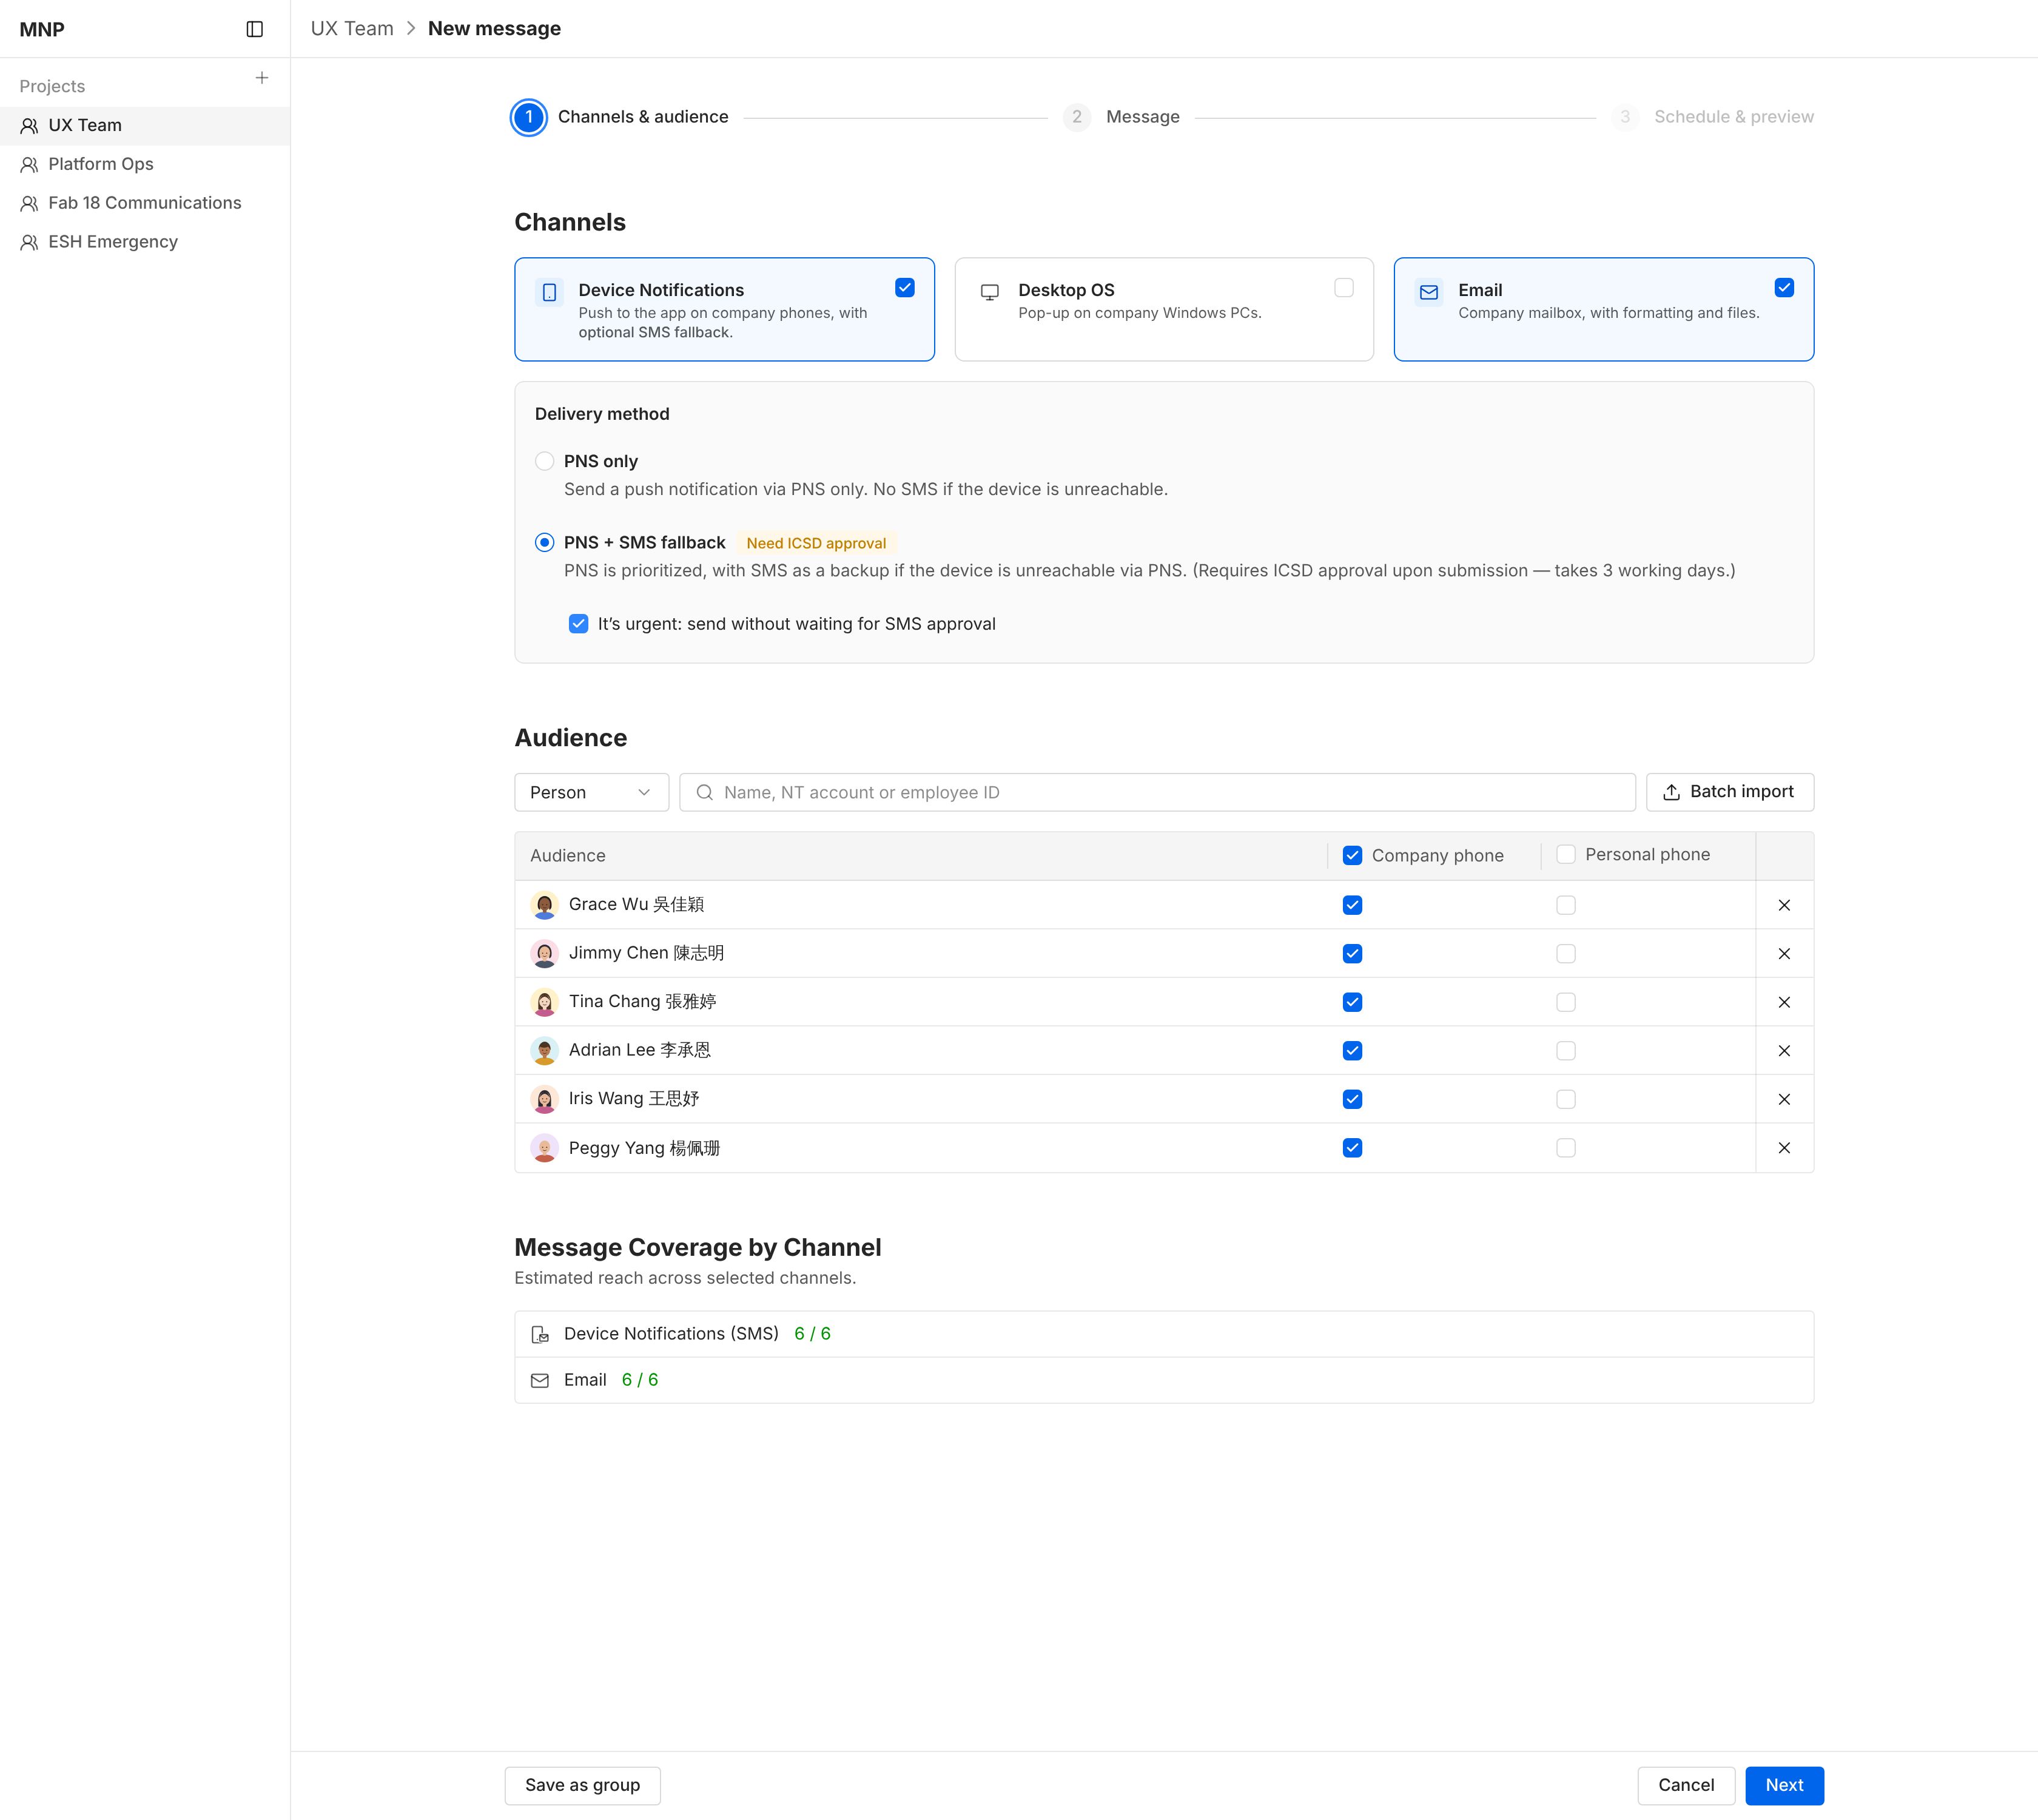 MNP
UX Team > New message
Projects
UX Team
Platform Ops
Fab 18 Communications
ESH Emergency
1 Channels & audience
2 Message
3 Schedule & preview
Channels
Device Notifications
Push to the app on company phones, with
optional SMS fallback.
Desktop OS
Pop-up on company Windows PCs.
Email
Company mailbox, with formatting and files.
Delivery method
PNS only
Send a push notification via PNS only. No SMS if the device is unreachable.
PNS + SMS fallback Need ICSD approval
PNS is prioritized, with SMS as a backup if the device is unreachable via PNS. (Requires ICSD approval upon submission — takes 3 working days.)
It’s urgent: send without waiting for SMS approval
Audience
Person
Name, NT account or employee ID
Batch import
Audience Company phone Personal phone
Grace Wu 吳佳穎
Jimmy Chen 陳志明
Tina Chang 張雅婷
Adrian Lee 李承恩
Iris Wang 王思妤
Peggy Yang 楊佩珊
Message Coverage by Channel
Estimated reach across selected channels.
Device Notifications (SMS) 6 / 6
Email 6 / 6
Save as group
Cancel
Next